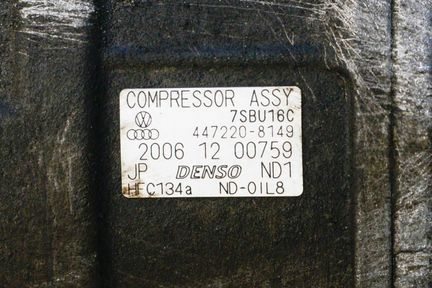 COMPRESSOR ASSY
7SBU16C
447220-8149
2006 12 00759
JP DENSO ND1
HFC134a ND-OIL8